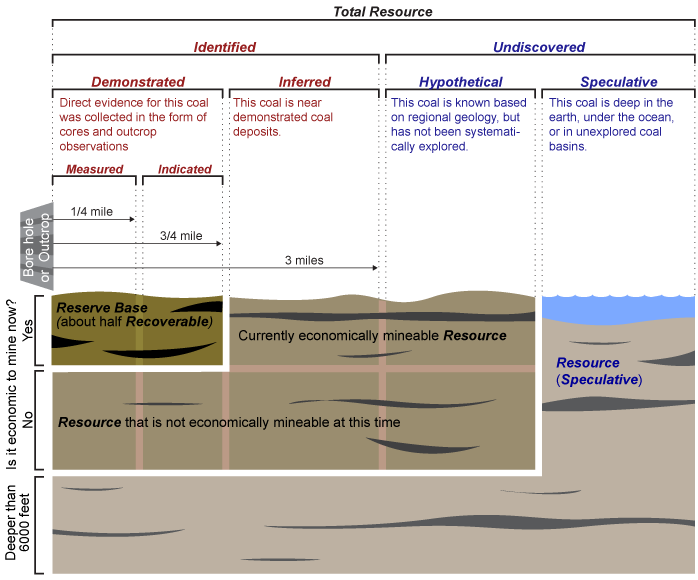 Total Resource
Identified
Undiscovered
Demonstrated
Inferred
Hypothetical
Speculative
Direct evidence for this coal
was collected in the form of
cores and outcrop
observations
This coal is near
demonstrated coal
deposits.
This coal is known based
on regional geology, but
has not been systemati-
cally explored.
This coal is deep in the
earth, under the ocean,
or in unexplored coal
basins.
Measured
Indicated
Bore hole
or Outcrop
1/4 mile
3/4 mile
3 miles
Is it economic to mine now?
Yes
No
Deeper than
6000 feet
Reserve Base
(about half Recoverable)
Currently economically mineable Resource
Resource
(Speculative)
Resource that is not economically mineable at this time